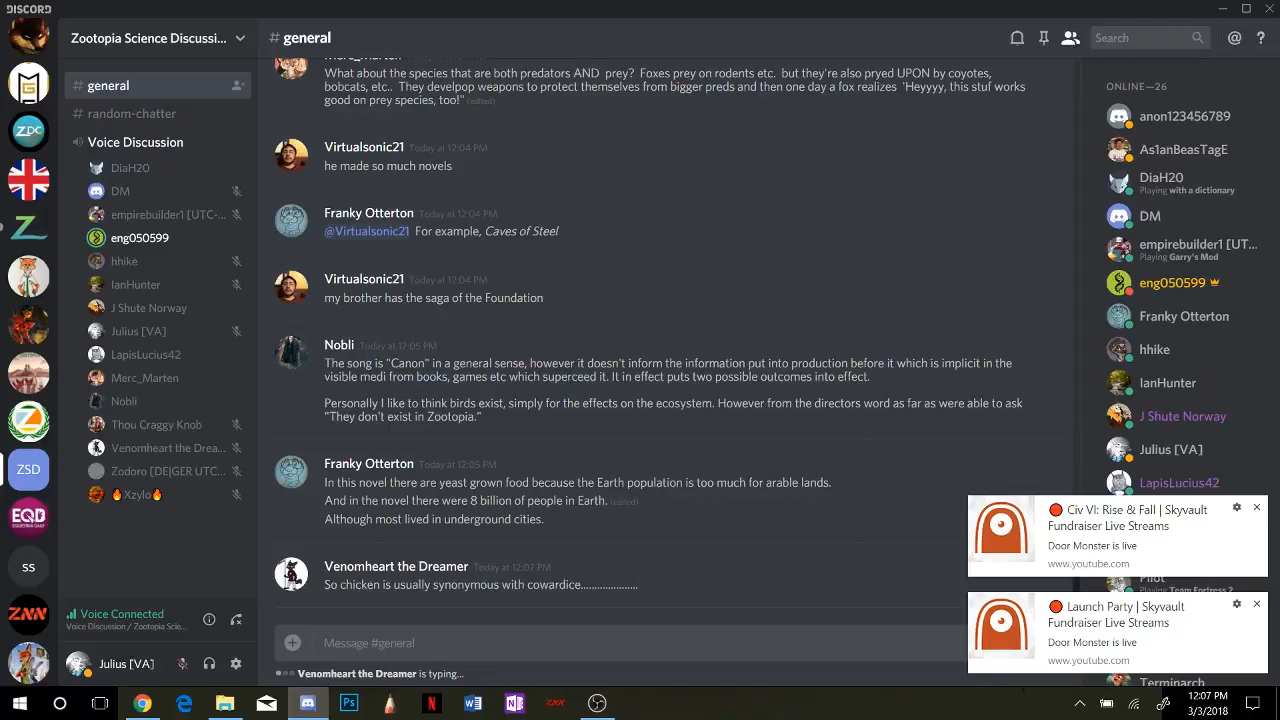 DISCORD
Zootopia Science Discussi...
# general
Search
general
random-chatter
Voice Discussion
DiaH20
DM
empirebuilder1 [UTC-...
eng050599
hhike
IanHunter
J Shute Norway
Julius [VA]
LapisLucius42
Merc_Marten
Nobli
Thou Craggy Knob
Venomheart the Drea...
Zodoro [DE|GER UTC...
🔥Xzylo🔥
Voice Connected
Voice Discussion / Zootopia Scie...
Julius [VA]
ZDC
ZSD
EQD
SS
ZNN
What about the species that are both predators AND prey? Foxes prey on rodents etc. but they're also pryed UPON by coyotes,
bobcats, etc.. They develpop weapons to protect themselves from bigger preds and then one day a fox realizes 'Heyyyy, this stuf works
good on prey species, too!" (edited)
Virtualsonic21 Today at 12:04 PM
he made so much novels
Franky Otterton Today at 12:04 PM
@Virtualsonic21 For example, Caves of Steel
Virtualsonic21 Today at 12:04 PM
my brother has the saga of the Foundation
Nobli Today at 12:05 PM
The song is "Canon" in a general sense, however it doesn't inform the information put into production before it which is implicit in the
visible medi from books, games etc which superceed it. It in effect puts two possible outcomes into effect.
Personally I like to think birds exist, simply for the effects on the ecosystem. However from the directors word as far as were able to ask
"They don't exist in Zootopia."
Franky Otterton Today at 12:05 PM
In this novel there are yeast grown food because the Earth population is too much for arable lands.
And in the novel there were 8 billion of people in Earth. (edited)
Although most lived in underground cities.
Venomheart the Dreamer Today at 12:07 PM
So chicken is usually synonymous with cowardice.....................
Message #general
Venomheart the Dreamer is typing...
ONLINE—26
anon123456789
As1anBeasTagE
DiaH20
Playing with a dictionary
DM
empirebuilder1 [UT...
Playing Garry's Mod
eng050599
Franky Otterton
hhike
IanHunter
J Shute Norway
Julius [VA]
LapisLucius42
Civ VI: Rise & Fall | Skyvault
Fundraiser Live Streams
Door Monster is live
www.youtube.com
Pilot
Playing Team Fortress 2
Launch Party | Skyvault
Fundraiser Live Streams
Door Monster is live
www.youtube.com
Terminarch
Ps
N
W
N
ZNN
12:07 PM
3/3/2018